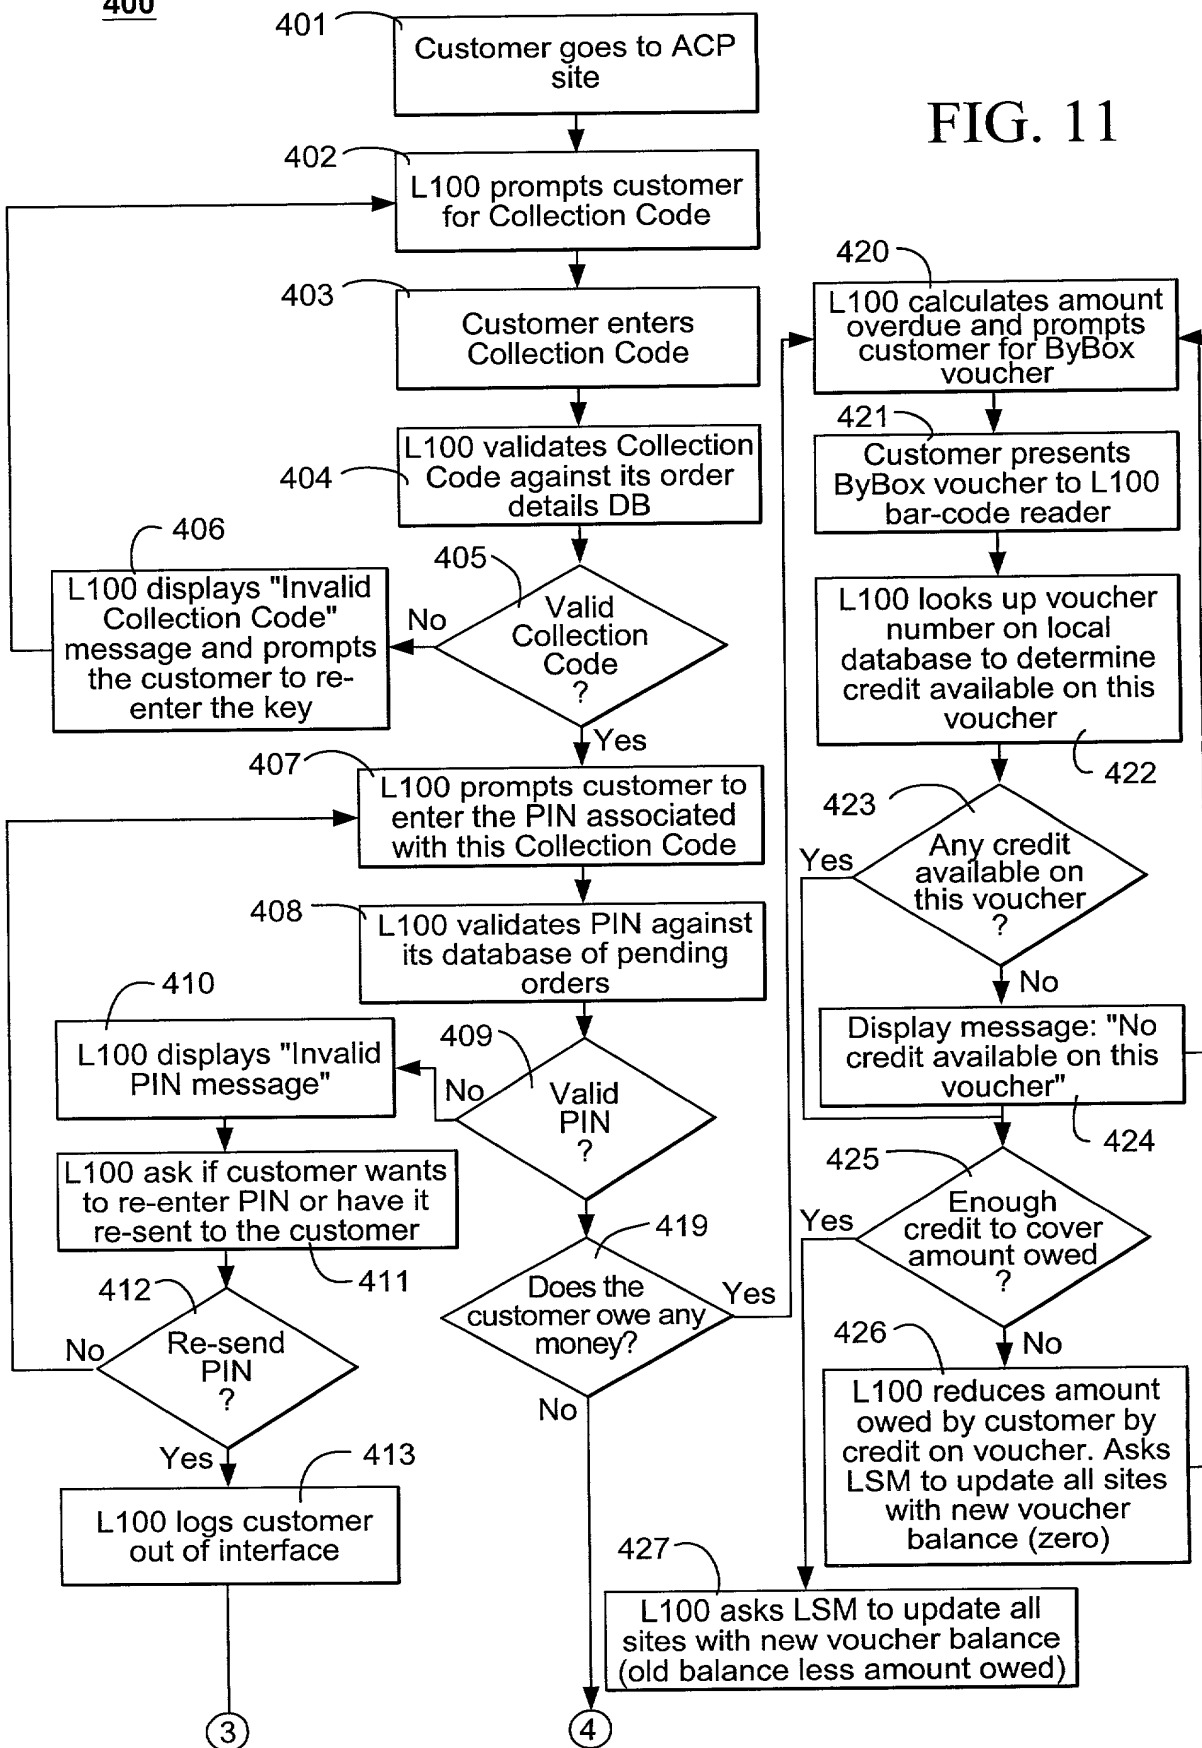 400
401
Customer goes to ACP
site
FIG. 11
402
L100 prompts customer
for Collection Code
403
Customer enters
Collection Code
404
L100 validates Collection
Code against its order
details DB
405
Valid
Collection
Code
?
No
Yes
406
L100 displays "Invalid
Collection Code"
message and prompts
the customer to re-
enter the key
407
L100 prompts customer to
enter the PIN associated
with this Collection Code
408
L100 validates PIN against
its database of pending
orders
409
Valid
PIN
?
No
410
L100 displays "Invalid
PIN message"
L100 ask if customer wants
to re-enter PIN or have it
re-sent to the customer
411
412
Re-send
PIN
?
No
Yes
413
L100 logs customer
out of interface
3
419
Does the
customer owe any
money?
Yes
No
4
420
L100 calculates amount
overdue and prompts
customer for ByBox
voucher
421
Customer presents
ByBox voucher to L100
bar-code reader
L100 looks up voucher
number on local
database to determine
credit available on this
voucher
422
423
Any credit
available on
this voucher
?
Yes
No
Display message: "No
credit available on this
voucher"
424
425
Enough
credit to cover
amount owed
?
Yes
No
426
L100 reduces amount
owed by customer by
credit on voucher. Asks
LSM to update all sites
with new voucher
balance (zero)
427
L100 asks LSM to update all
sites with new voucher balance
(old balance less amount owed)